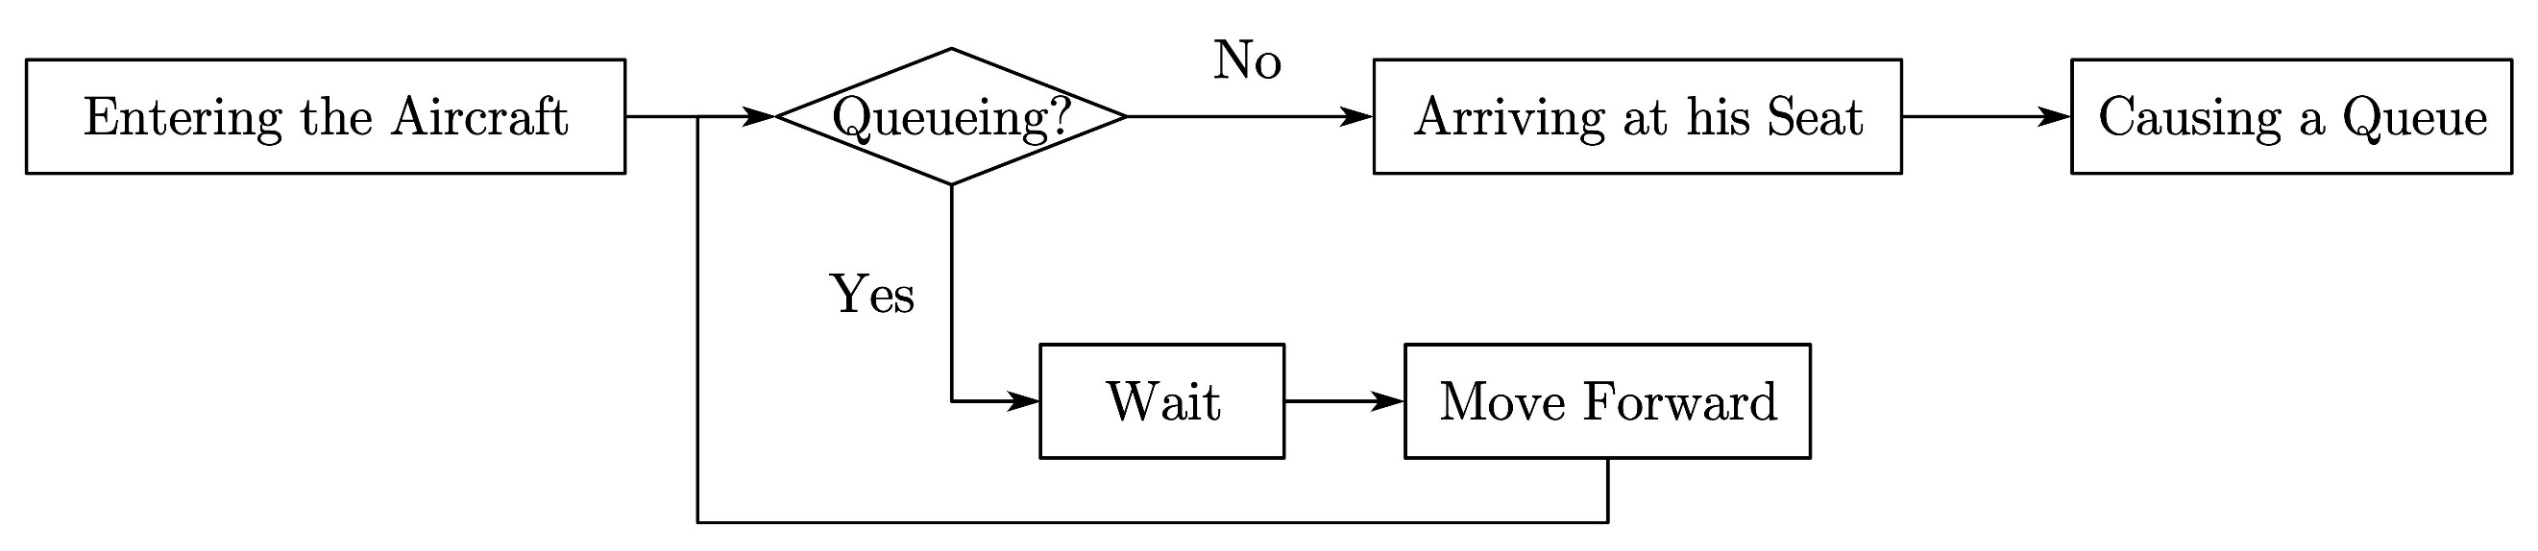 Entering the Aircraft
Queueing?
No
Arriving at his Seat
Causing a Queue
Yes
Wait
Move Forward